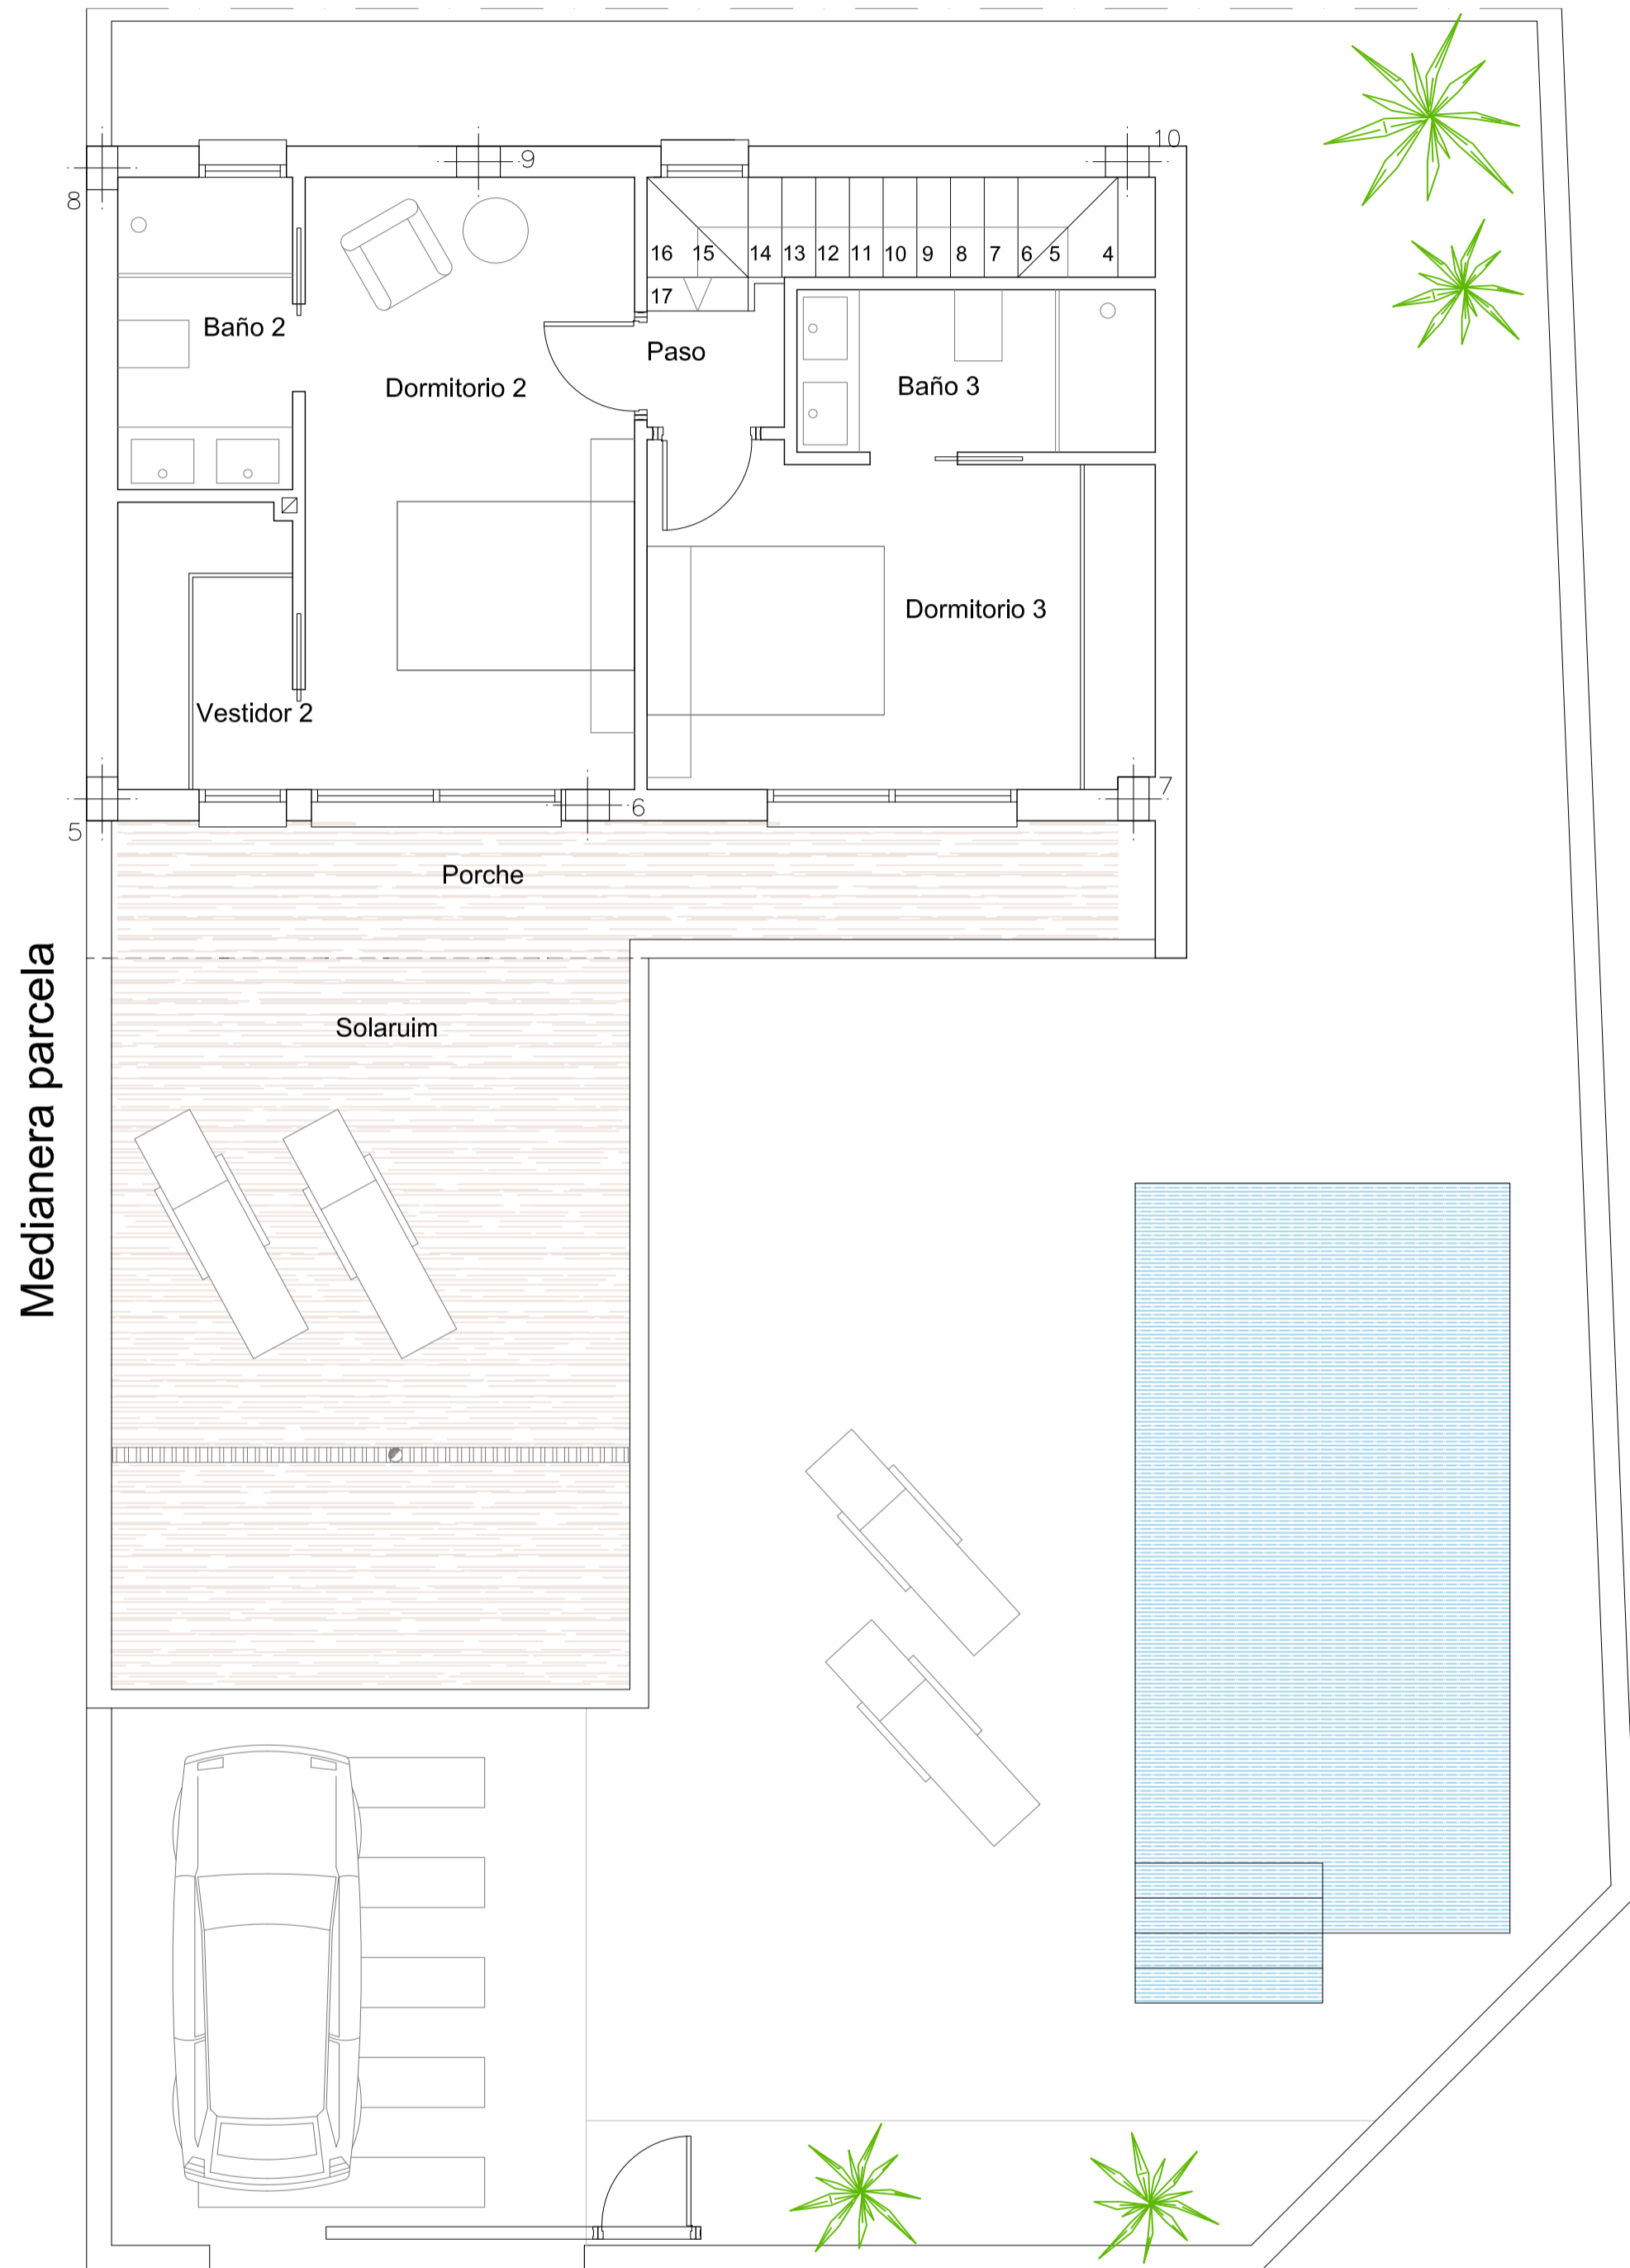 10
9
8
16 15 14 13 12 11 10 9 8 7 6 5 4
17
Baño 2
Paso
Dormitorio 2
Baño 3
Dormitorio 3
Vestidor 2
7
6
5
Porche
Solaruim
Medianera parcela